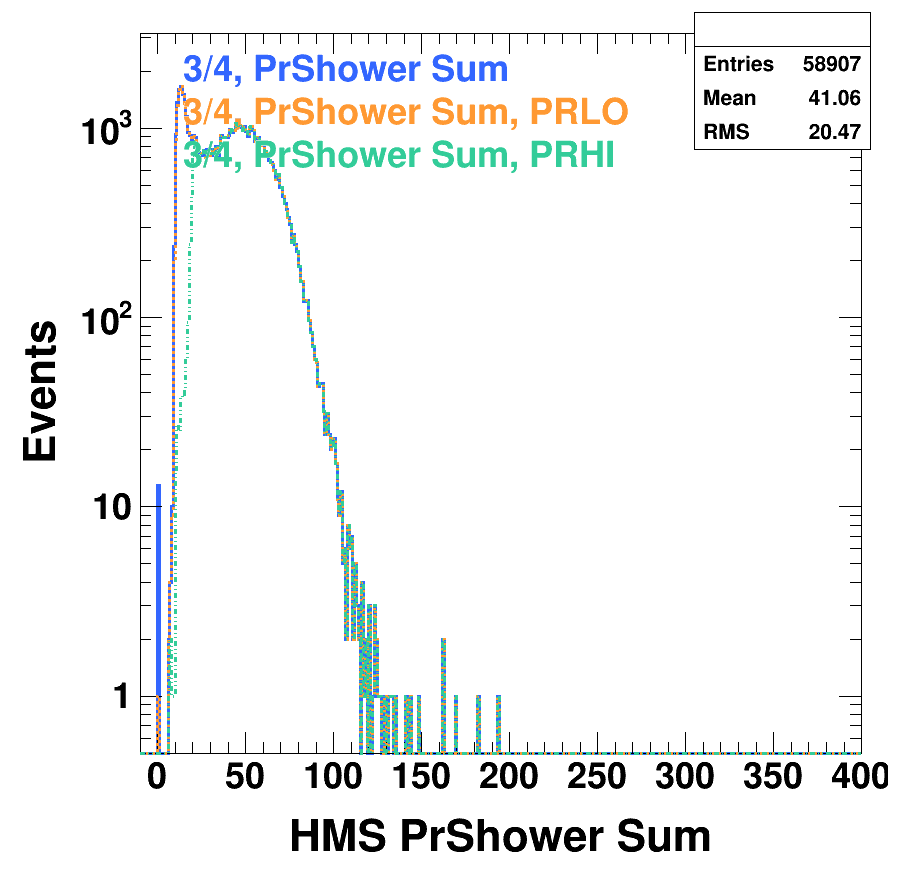 3/4, PrShower Sum
3/4, PrShower Sum, PRLO
3/4, PrShower Sum, PRHI
Entries 58907
Mean 41.06
RMS 20.47
Events
10³
10²
10
1
0 50 100 150 200 250 300 350 400
HMS PrShower Sum